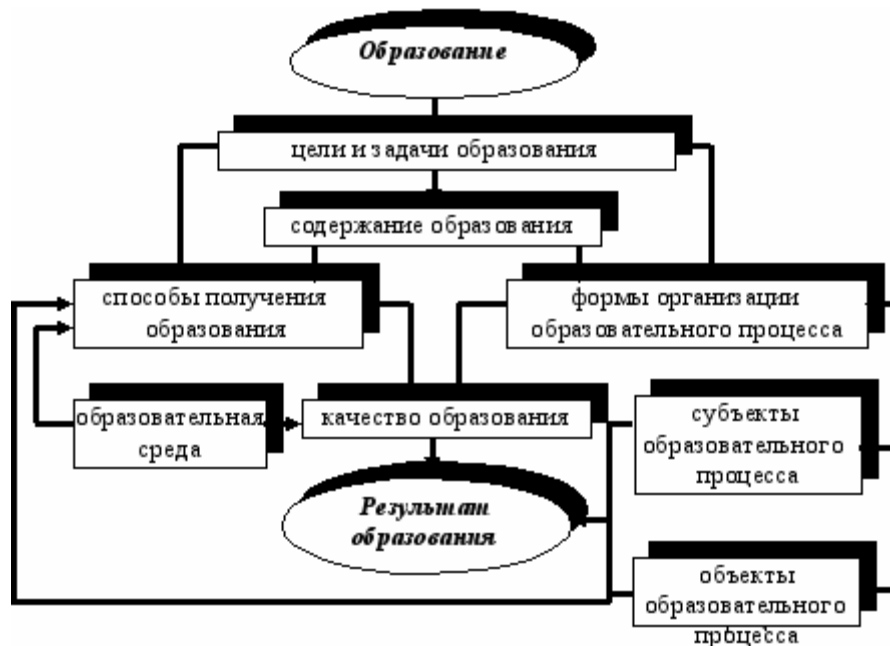 Образование
цели и задачи образования
содержание образования
способы получения
образования
формы организации
образовательного процесса
образовательная
среда
качество образования
субъекты
образовательного
процесса
Результат
образования
объекты
образовательного
процесса